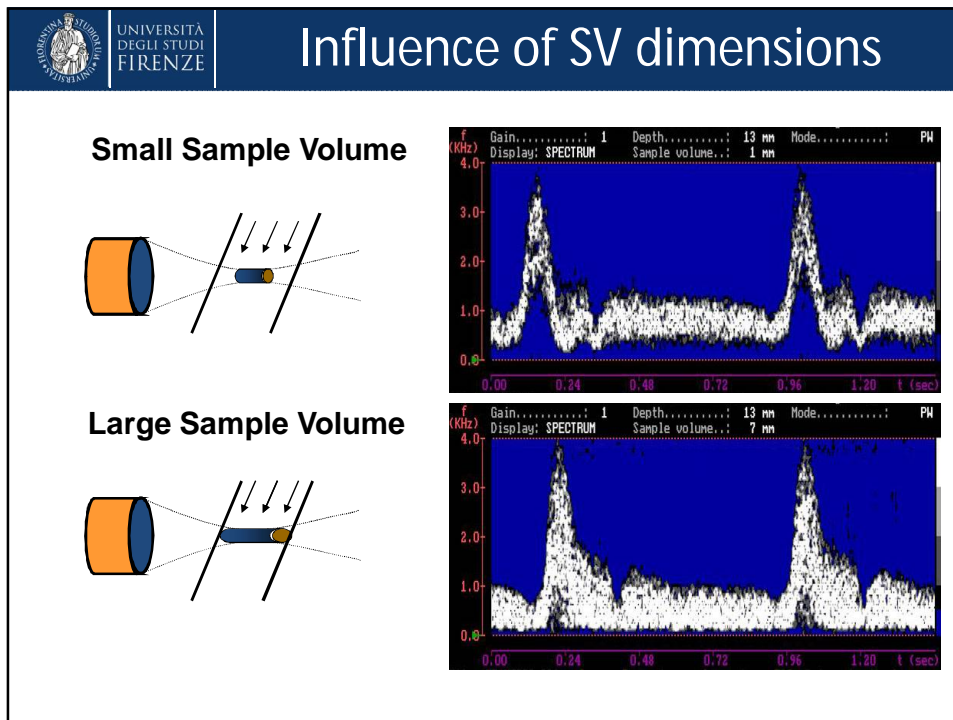 UNIVERSITÀ
DEGLI STUDI
FIRENZE
Influence of SV dimensions
Small Sample Volume
Gain...........: 1 Depth.........: 13 mm Mode...........: PW
Display: SPECTRUM Sample volume..: 1 mm
f
(KHz)
4.0
3.0
2.0
1.0
0.0
0.00 0.24 0.48 0.72 0.96 1.20 t (sec)
Large Sample Volume
Gain...........: 1 Depth.........: 13 mm Mode...........: PW
Display: SPECTRUM Sample volume..: 7 mm
f
(KHz)
4.0
3.0
2.0
1.0
0.0
0.00 0.24 0.48 0.72 0.96 1.20 t (sec)